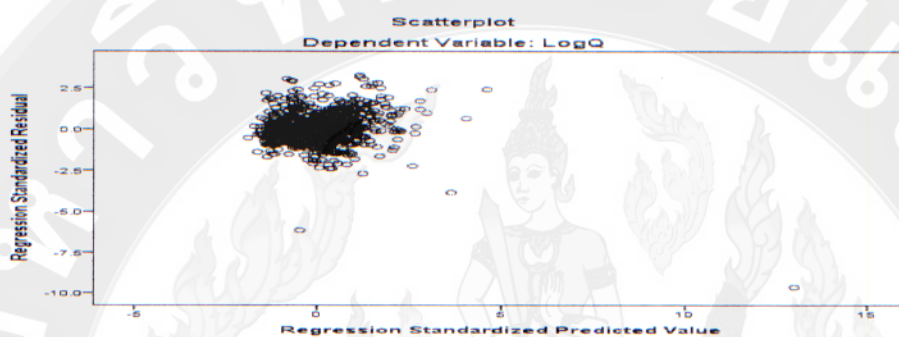 Scatterplot
Dependent Variable: LogQ
Regression Standardized Residual
2.5
0.0
-2.5
-5.0
-7.5
-10.0
-5
0
5
10
15
Regression Standardized Predicted Value